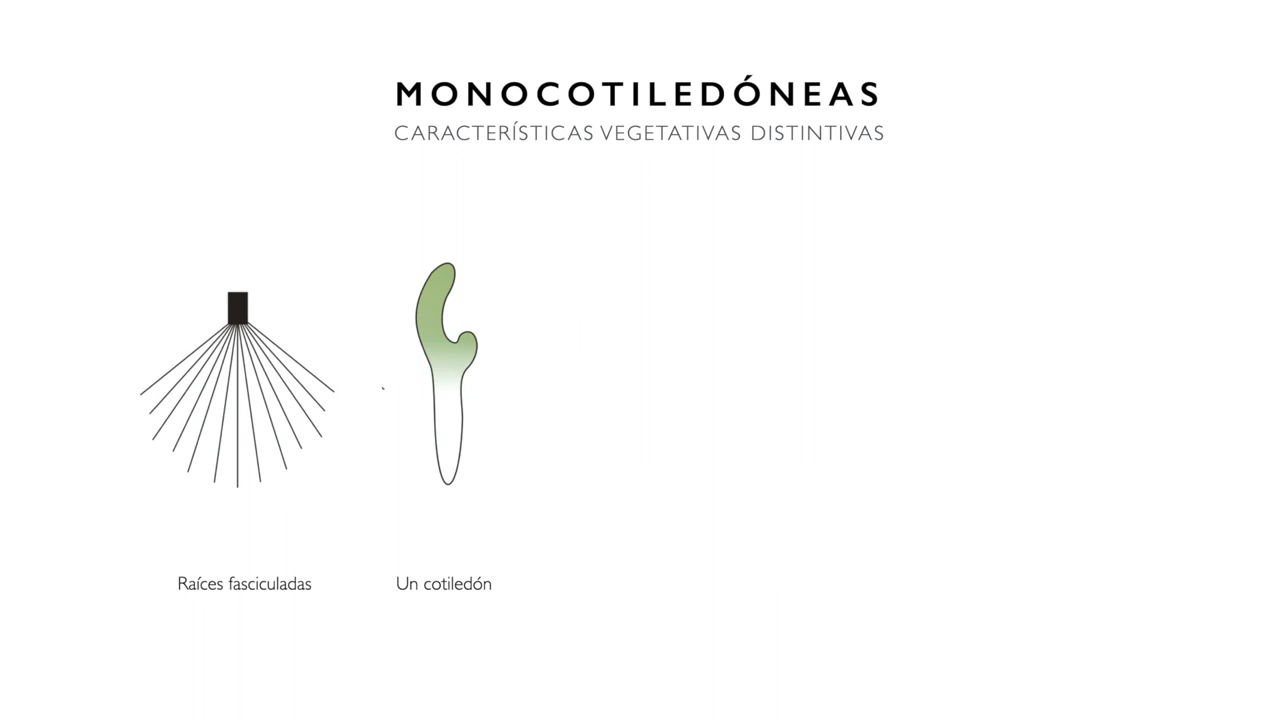 MONOCOTILEDÓNEAS
CARACTERÍSTICAS VEGETATIVAS DISTINTIVAS
Raíces fasciculadas
Un cotiledón